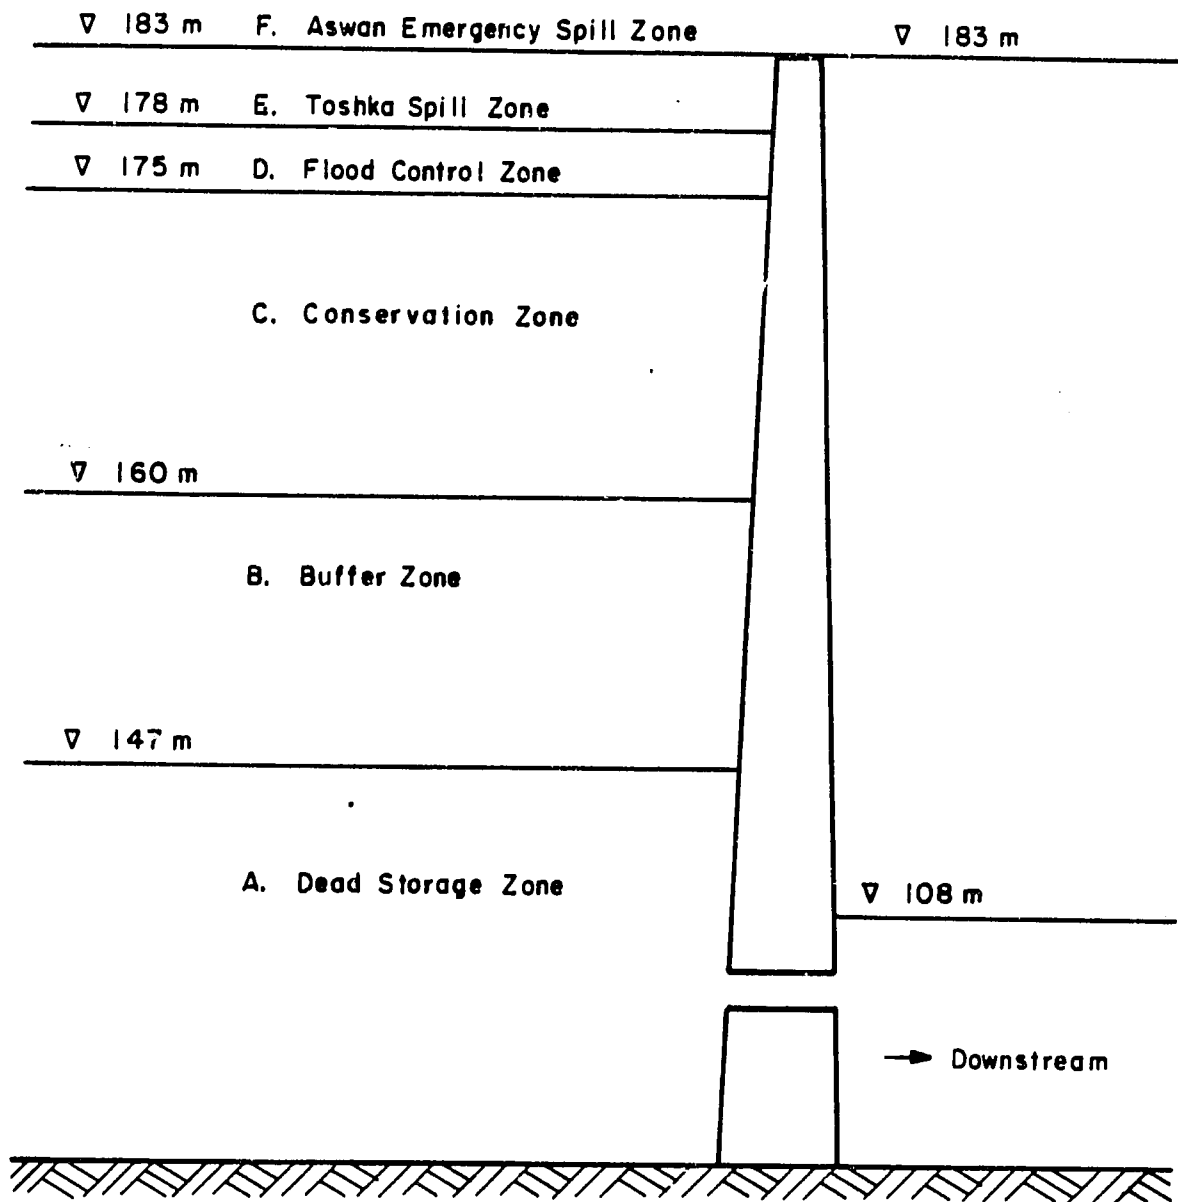 ∇ 183 m F. Aswan Emergency Spill Zone ∇ 183 m
∇ 178 m E. Toshka Spill Zone
∇ 175 m D. Flood Control Zone
C. Conservation Zone
∇ 160 m
B. Buffer Zone
∇ 147 m
A. Dead Storage Zone
∇ 108 m
→ Downstream